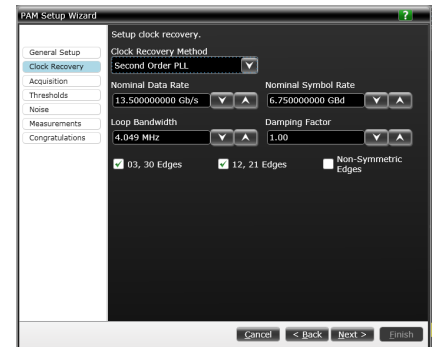 PAM Setup Wizard
?
Setup clock recovery.
General Setup
Clock Recovery
Acquisition
Thresholds
Noise
Measurements
Congratulations
Clock Recovery Method
Second Order PLL
Nominal Data Rate
Nominal Symbol Rate
13.500000000 Gb/s
6.750000000 GBd
Loop Bandwidth
Damping Factor
4.049 MHz
1.00
03, 30 Edges
12, 21 Edges
Non-Symmetric
Edges
Cancel
< Back
Next >
Finish